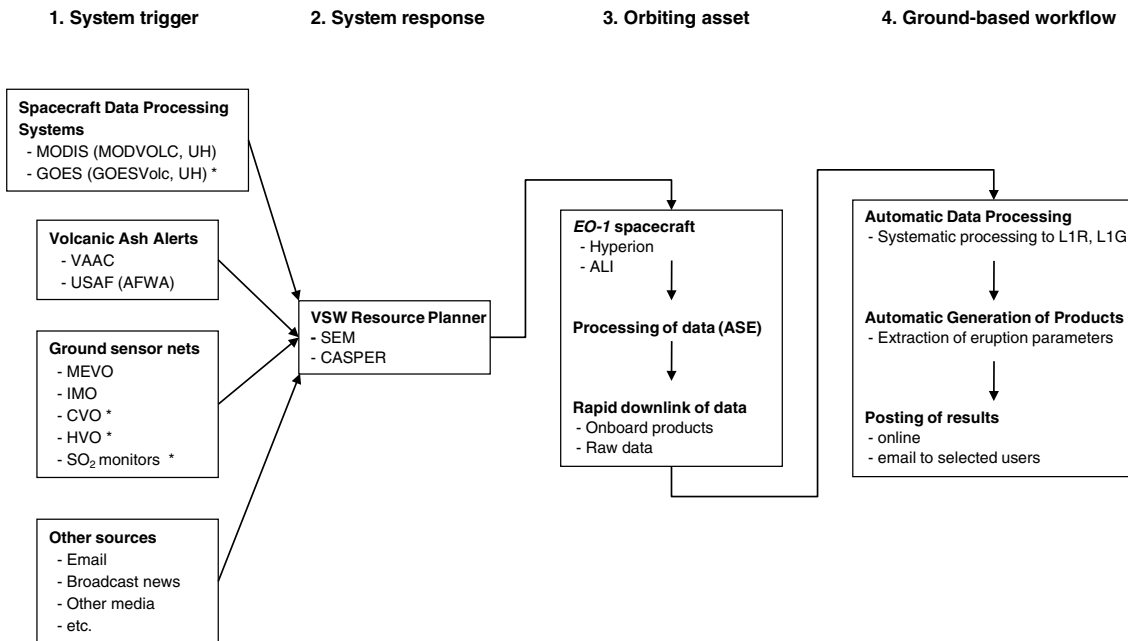 1. System trigger
2. System response
3. Orbiting asset
4. Ground-based workflow
Spacecraft Data Processing
Systems
- MODIS (MODVOLC, UH)
- GOES (GOESVolc, UH) *
Volcanic Ash Alerts
- VAAC
- USAF (AFWA)
Ground sensor nets
- MEVO
- IMO
- CVO *
- HVO *
- SO₂ monitors *
Other sources
- Email
- Broadcast news
- Other media
- etc.
VSW Resource Planner
- SEM
- CASPER
EO-1 spacecraft
- Hyperion
- ALI
Processing of data (ASE)
Rapid downlink of data
- Onboard products
- Raw data
Automatic Data Processing
- Systematic processing to L1R, L1G
Automatic Generation of Products
- Extraction of eruption parameters
Posting of results
- online
- email to selected users